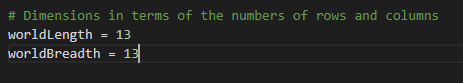 # Dimensions in terms of the numbers of rows and columns
worldLength = 13
worldBreadth = 13